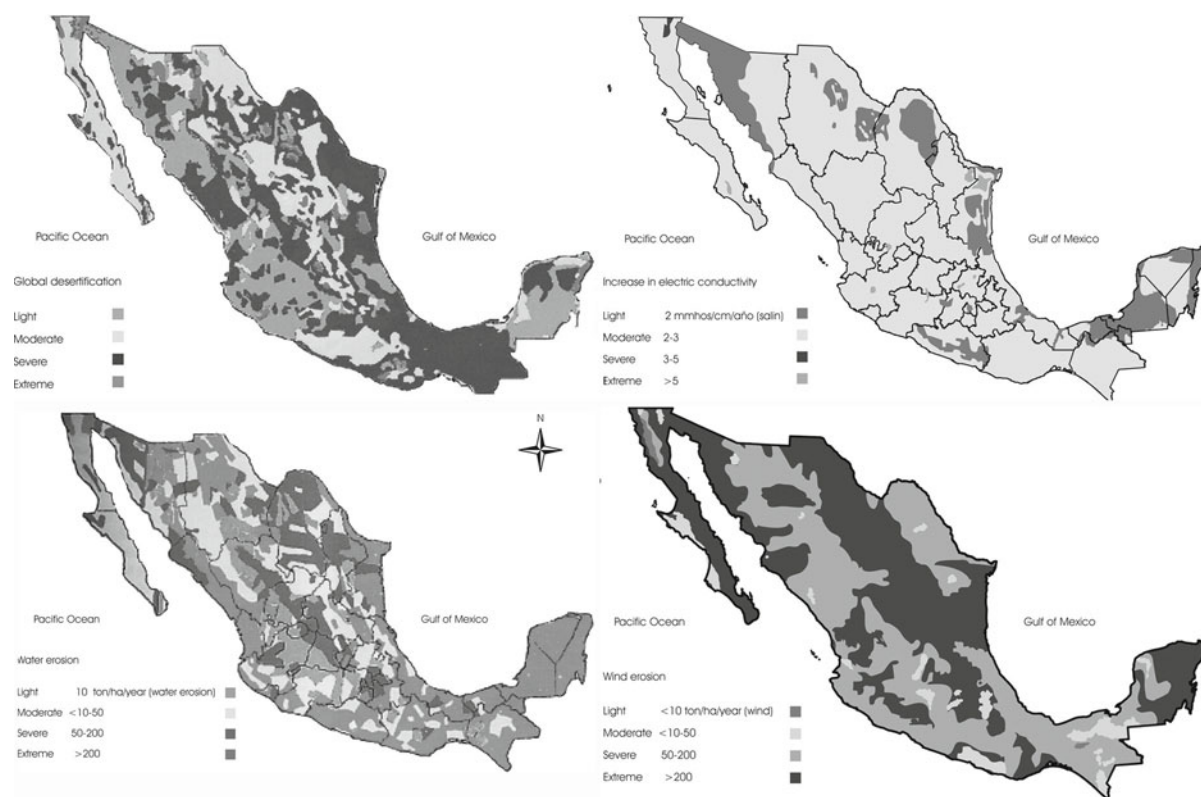 Pacific Ocean
Gulf of Mexico
Global desertification
Light
Moderate
Severe
Extreme
Pacific Ocean
Gulf of Mexico
Increase in electric conductivity
Light 2 mmhos/cm/año (salin)
Moderate 2-3
Severe 3-5
Extreme >5
N
Pacific Ocean
Gulf of Mexico
Water erosion
Light 10 ton/ha/year (water erosion)
Moderate <10-50
Severe 50-200
Extreme >200
Pacific Ocean
Gulf of Mexico
Wind erosion
Light <10 ton/ha/year (wind)
Moderate <10-50
Severe 50-200
Extreme >200